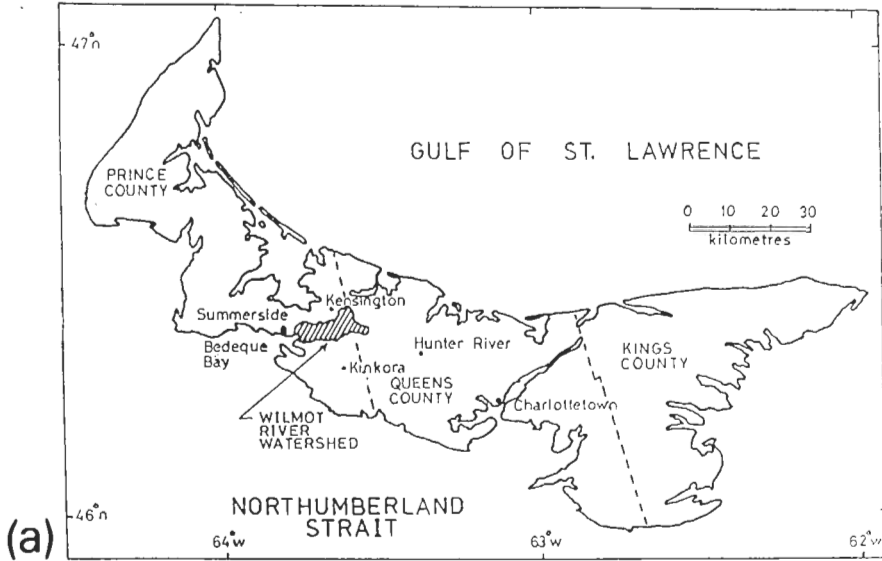 47°n
GULF OF ST. LAWRENCE
PRINCE
COUNTY
0 10 20 30
kilometres
Kensington
Summerside
Bedeque
Bay
Hunter River
KINGS
COUNTY
Kinkora
QUEENS
COUNTY
Charlottetown
WILMOT
RIVER
WATERSHED
NORTHUMBERLAND
STRAIT
46°n
(a)
64°w
63°w
62°w